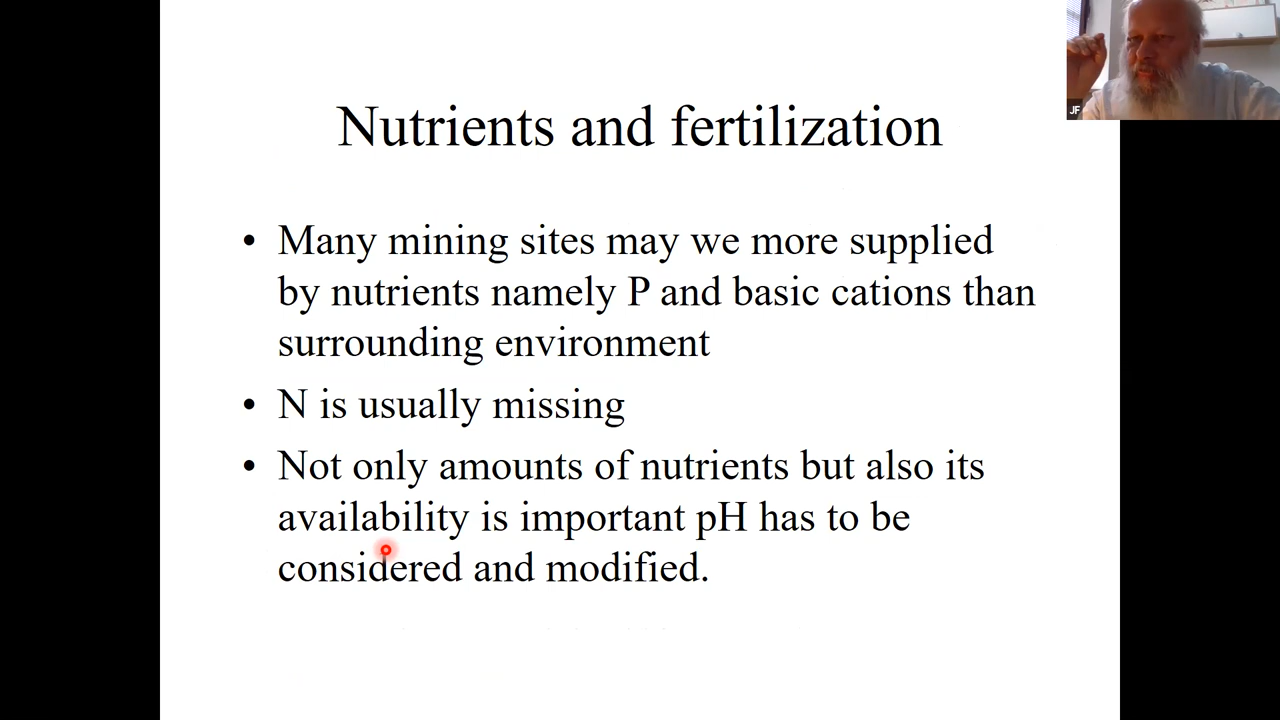 JF
Nutrients and fertilization
• Many mining sites may we more supplied
by nutrients namely P and basic cations than
surrounding environment
• N is usually missing
• Not only amounts of nutrients but also its
availability is important pH has to be
considered and modified.